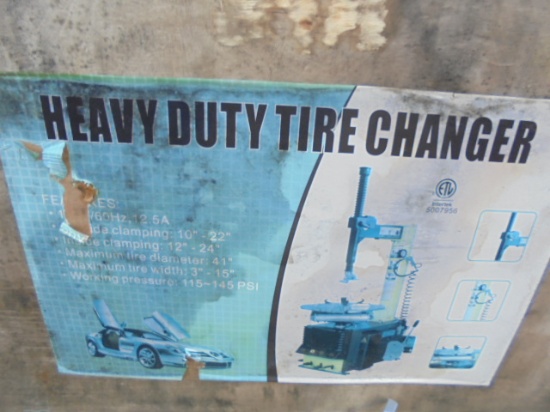 HEAVY DUTY TIRE CHANGER
/60Hz, 12.5A
clamping: 10" - 22"
clamping: 12" - 24"
Maximum tire diameter: 41"
Maximum tire width: 3" - 15"
Working pressure: 115~145 PSI
ETL